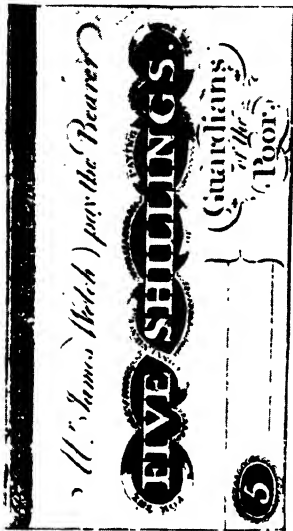 Mr. James Welch) pay the Bearer
FIVE SHILLINGS.
Guardians
of the
Poor.
5